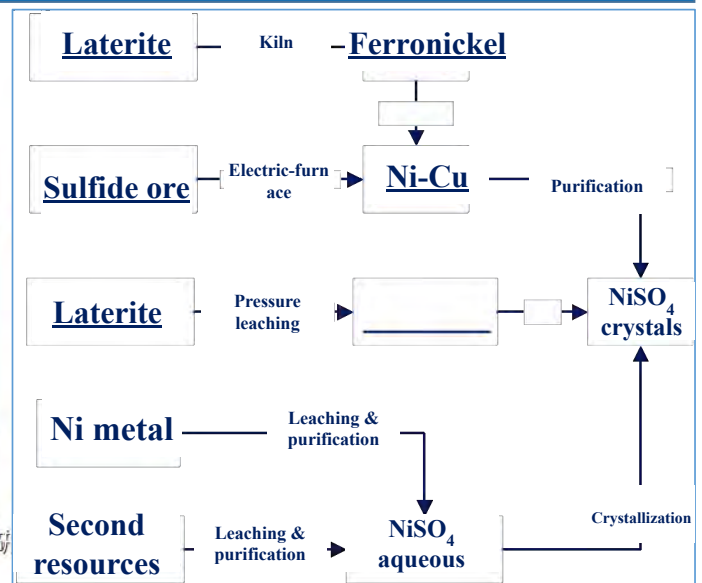 Laterite Kiln Ferronickel
Electric-furn
ace
Sulfide ore Ni-Cu Purification
Laterite
Pressure
leaching
NiSO4
crystals
Ni metal
Leaching &
purification
Second
resources
Leaching &
purification
NiSO4
aqueous
Crystallization